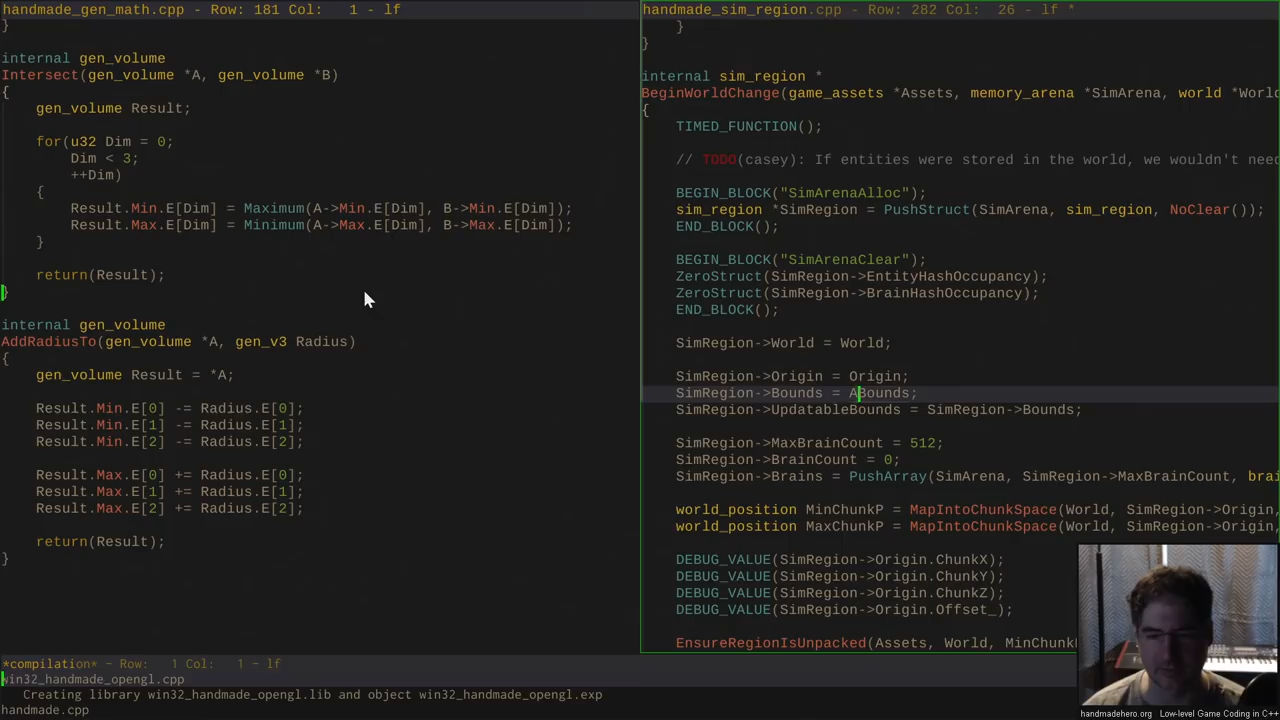 handmade_gen_math.cpp - Row: 181 Col:   1 - lf
}
internal gen_volume
Intersect(gen_volume *A, gen_volume *B)
{
    gen_volume Result;
    for(u32 Dim = 0;
        Dim < 3;
        ++Dim)
    {
        Result.Min.E[Dim] = Maximum(A->Min.E[Dim], B->Min.E[Dim]);
        Result.Max.E[Dim] = Minimum(A->Max.E[Dim], B->Max.E[Dim]);
    }
    return(Result);
}
internal gen_volume
AddRadiusTo(gen_volume *A, gen_v3 Radius)
{
    gen_volume Result = *A;
    Result.Min.E[0] -= Radius.E[0];
    Result.Min.E[1] -= Radius.E[1];
    Result.Min.E[2] -= Radius.E[2];
    Result.Max.E[0] += Radius.E[0];
    Result.Max.E[1] += Radius.E[1];
    Result.Max.E[2] += Radius.E[2];
    return(Result);
}
handmade_sim_region.cpp - Row: 282 Col:  26 - lf *
    }
}
internal sim_region *
BeginWorldChange(game_assets *Assets, memory_arena *SimArena, world *World
{
    TIMED_FUNCTION();
    // TODO(casey): If entities were stored in the world, we wouldn't need
    BEGIN_BLOCK("SimArenaAlloc");
    sim_region *SimRegion = PushStruct(SimArena, sim_region, NoClear());
    END_BLOCK();
    BEGIN_BLOCK("SimArenaClear");
    ZeroStruct(SimRegion->EntityHashOccupancy);
    ZeroStruct(SimRegion->BrainHashOccupancy);
    END_BLOCK();
    SimRegion->World = World;
    SimRegion->Origin = Origin;
    SimRegion->Bounds = ABounds;
    SimRegion->UpdatableBounds = SimRegion->Bounds;
    SimRegion->MaxBrainCount = 512;
    SimRegion->BrainCount = 0;
    SimRegion->Brains = PushArray(SimArena, SimRegion->MaxBrainCount, brai
    world_position MinChunkP = MapIntoChunkSpace(World, SimRegion->Origin,
    world_position MaxChunkP = MapIntoChunkSpace(World, SimRegion->Origin,
    DEBUG_VALUE(SimRegion->Origin.ChunkX);
    DEBUG_VALUE(SimRegion->Origin.ChunkY);
    DEBUG_VALUE(SimRegion->Origin.ChunkZ);
    DEBUG_VALUE(SimRegion->Origin.Offset_);
    EnsureRegionIsUnpacked(Assets, World, MinChunk
*compilation* - Row:   1 Col:   1 - lf
win32_handmade_opengl.cpp
   Creating library win32_handmade_opengl.lib and object win32_handmade_opengl.exp
handmade.cpp
handmadehero.org - Low-level Game Coding in C++